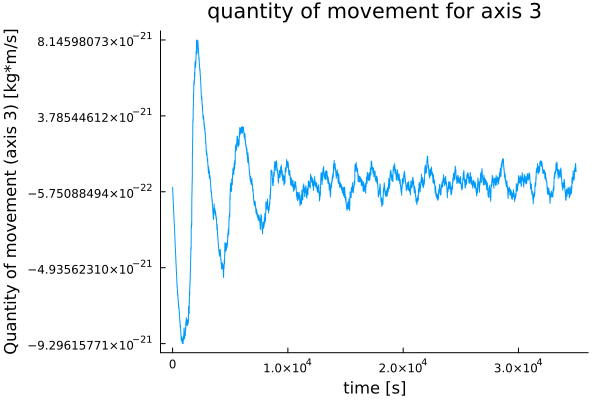 quantity of movement for axis 3
Quantity of movement (axis 3) [kg*m/s]
8.14598073×10⁻²¹
3.78544612×10⁻²¹
−5.75088494×10⁻²²
−4.93562310×10⁻²¹
−9.29615771×10⁻²¹
0 1.0×10⁴ 2.0×10⁴ 3.0×10⁴
time [s]